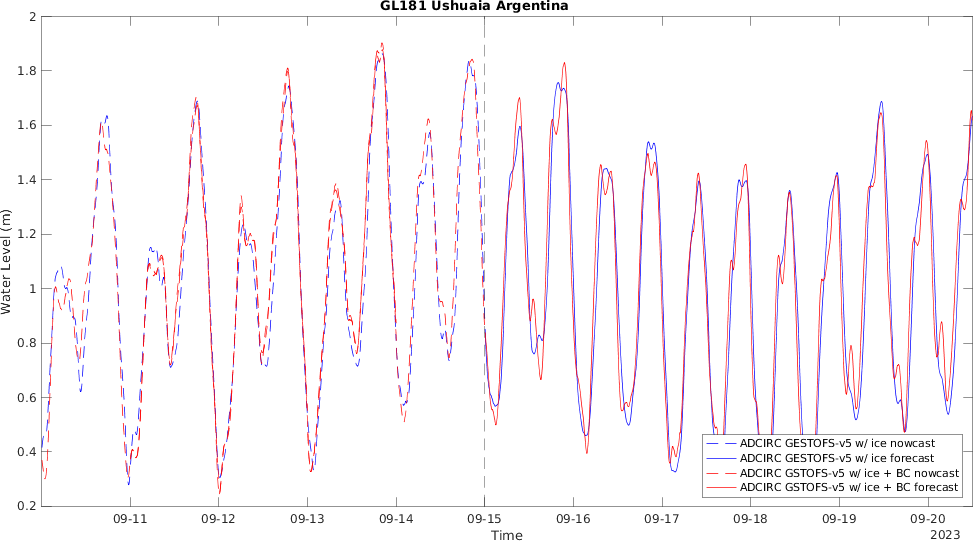 GL181 Ushuaia Argentina
Water Level (m)
2
1.8
1.6
1.4
1.2
1
0.8
0.6
0.4
0.2
ADCIRC GESTOFS-v5 w/ ice nowcast
ADCIRC GESTOFS-v5 w/ ice forecast
ADCIRC GSTOFS-v5 w/ ice + BC nowcast
ADCIRC GSTOFS-v5 w/ ice + BC forecast
09-11 09-12 09-13 09-14 09-15 09-16 09-17 09-18 09-19 09-20
2023
Time